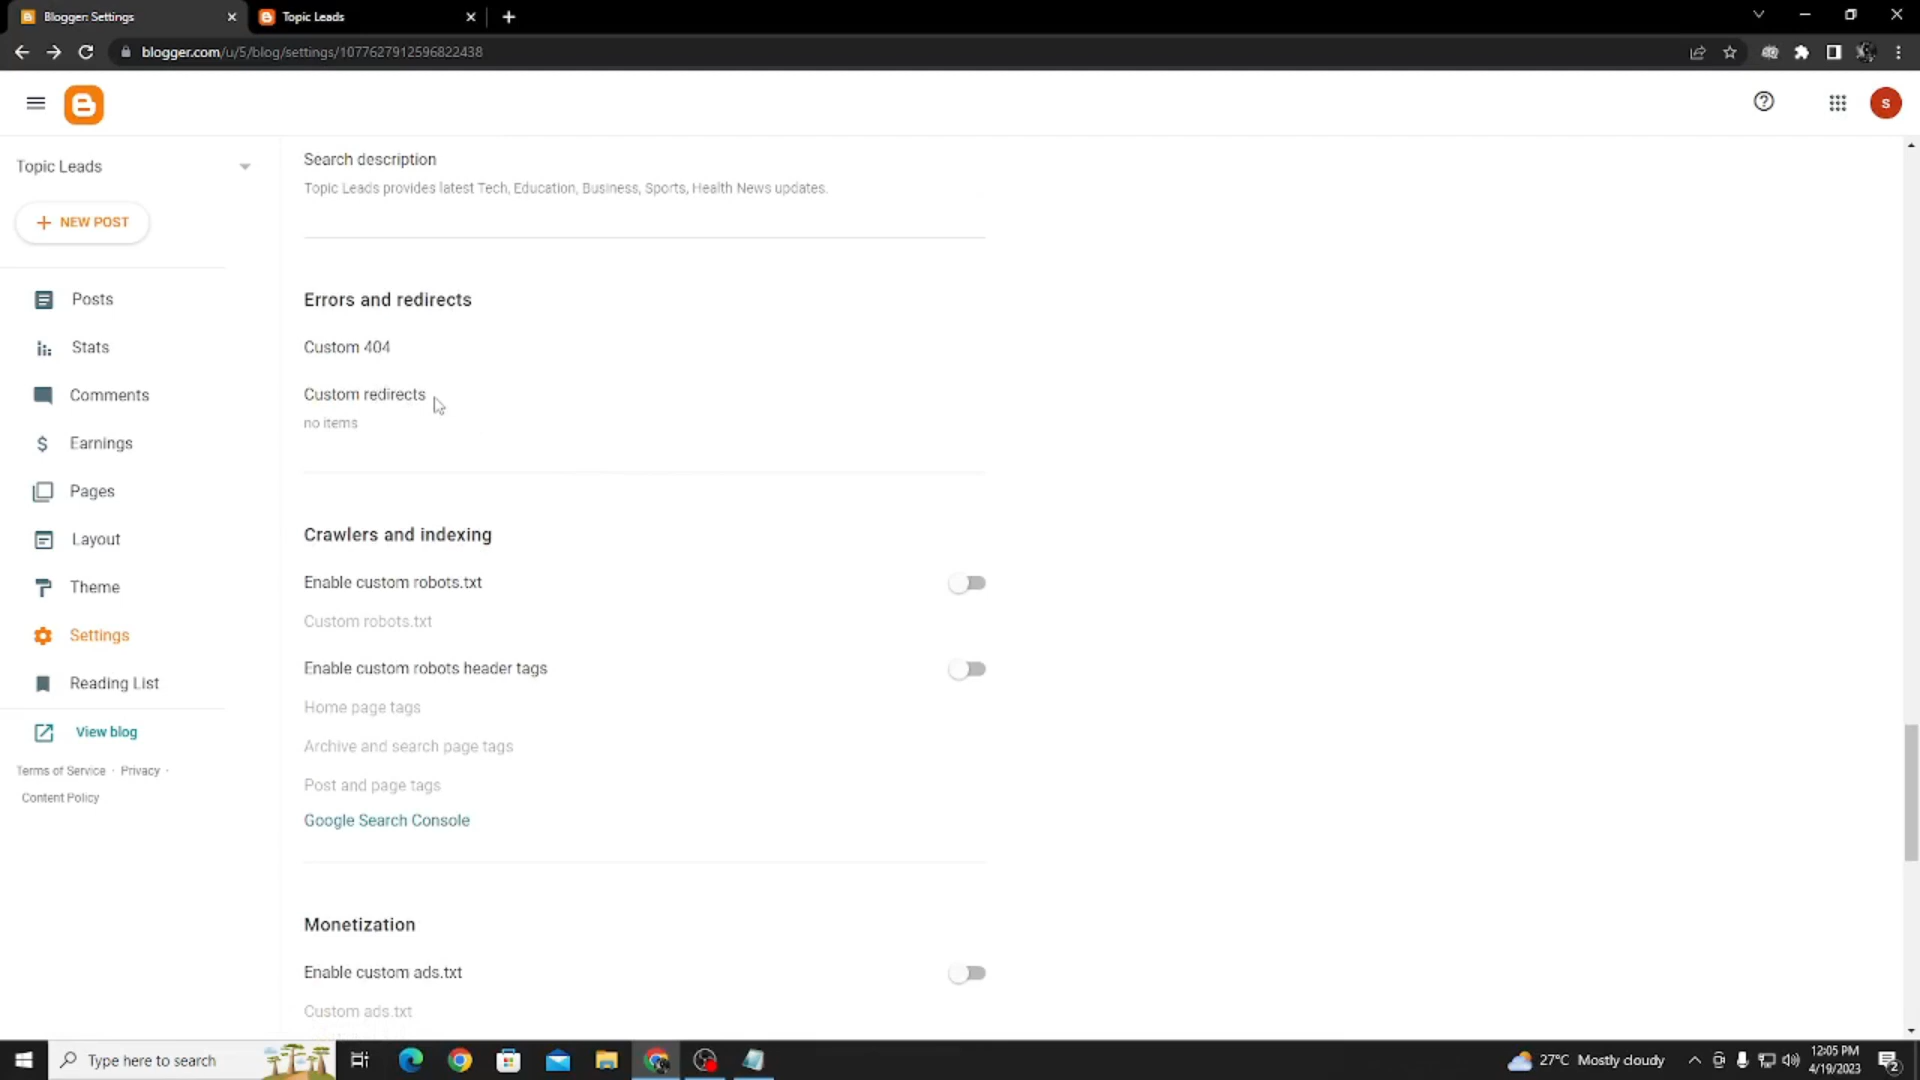 Blogger: Settings
Topic Leads
blogger.com/u/5/blog/settings/1077627912596822438
S
Topic Leads
NEW POST
Posts
Stats
Comments
Earnings
Pages
Layout
Theme
Settings
Reading List
View blog
Terms of Service · Privacy ·
Content Policy
Search description
Topic Leads provides latest Tech, Education, Business, Sports, Health News updates.
Errors and redirects
Custom 404
Custom redirects
no items
Crawlers and indexing
Enable custom robots.txt
Custom robots.txt
Enable custom robots header tags
Home page tags
Archive and search page tags
Post and page tags
Google Search Console
Monetization
Enable custom ads.txt
Custom ads.txt
Type here to search
27°C Mostly cloudy
12:05 PM
4/19/2023
2